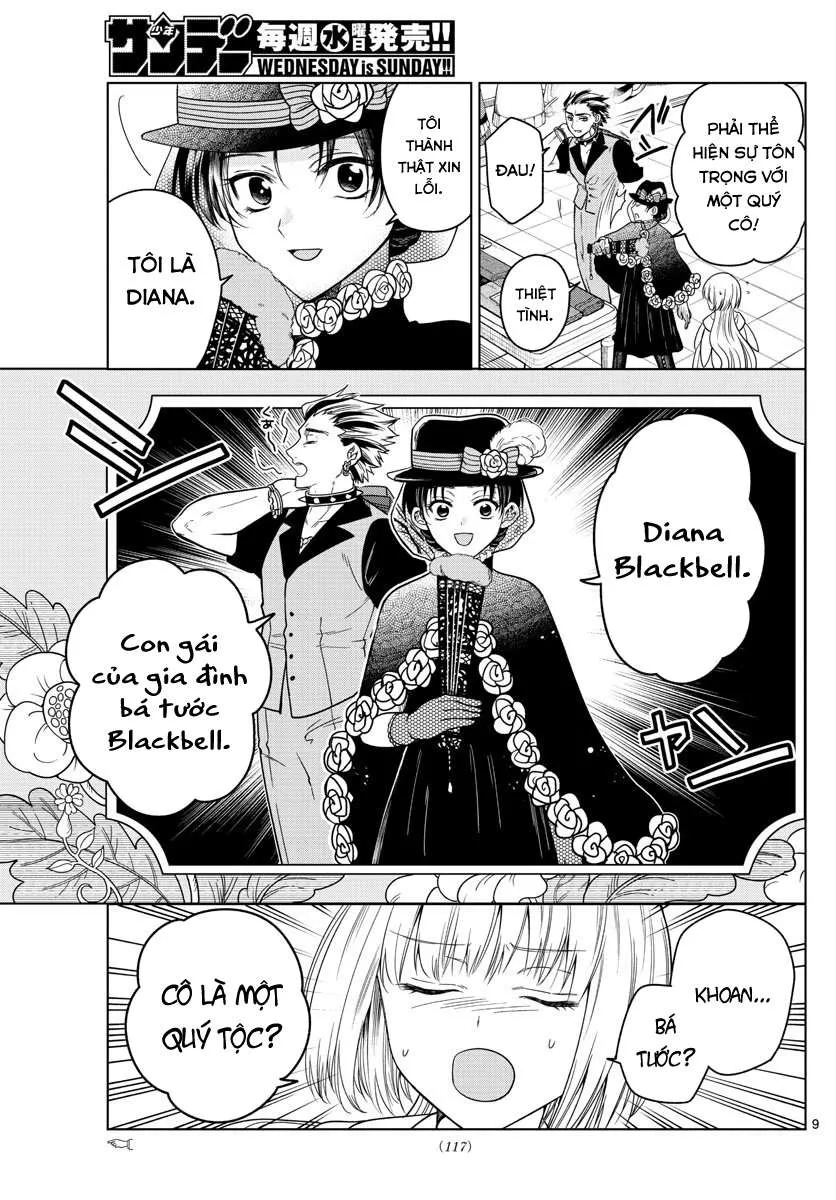 少年
サンデー 毎週水曜日発売!!
WEDNESDAY is SUNDAY!!
PHẢI THỂ
HIỆN SỰ TÔN
TRỌNG VỚI
MỘT QUÝ
CÔ!
ĐAU!
THIỆT
TÌNH.
TÔI
THÀNH
THẬT XIN
LỖI.
TÔI LÀ
DIANA.
Diana
Blackbell.
Con gái
của gia đình
bá tước
Blackbell.
KHOAN...
BÁ
TƯỚC?
CÔ LÀ MỘT
QUÝ TỘC?
9
(117)